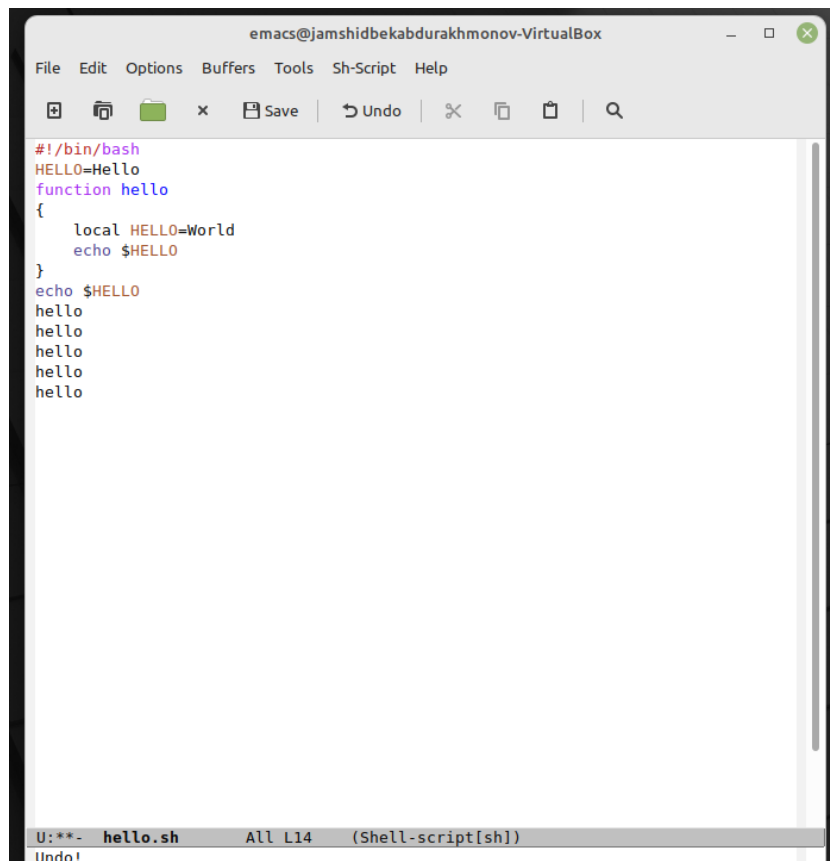 emacs@jamshidbekabdurakhmonov-VirtualBox
File Edit Options Buffers Tools Sh-Script Help
Save Undo
#!/bin/bash
HELLO=Hello
function hello
{
    local HELLO=World
    echo $HELLO
}
echo $HELLO
hello
hello
hello
hello
hello
U:**-  hello.sh       All L14    (Shell-script[sh])
Undo!